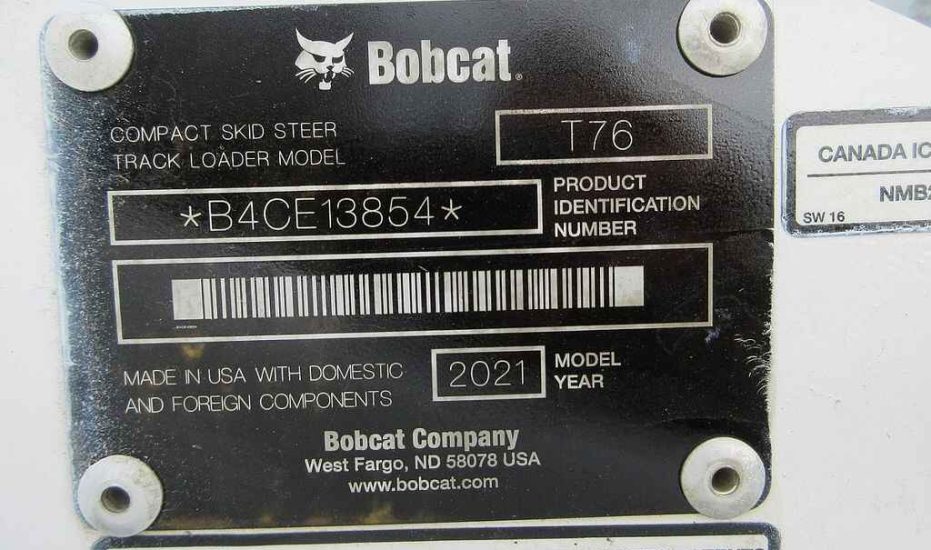 Bobcat®
COMPACT SKID STEER
TRACK LOADER MODEL
T76
*B4CE13854*
PRODUCT
IDENTIFICATION
NUMBER
MADE IN USA WITH DOMESTIC
AND FOREIGN COMPONENTS
2021
MODEL
YEAR
Bobcat Company
West Fargo, ND 58078 USA
www.bobcat.com
CANADA IC
NMB2
SW 16